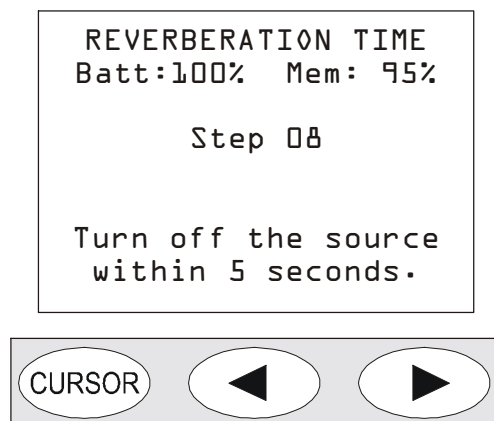 REVERBERATION TIME
Batt:100% Mem: 95%
Step 08
Turn off the source
within 5 seconds.
CURSOR